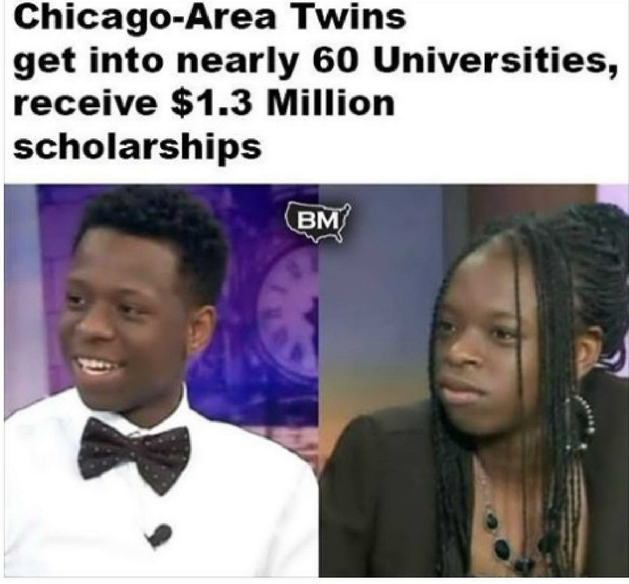 Chicago-Area Twins
get into nearly 60 Universities,
receive $1.3 Million
scholarships
BM